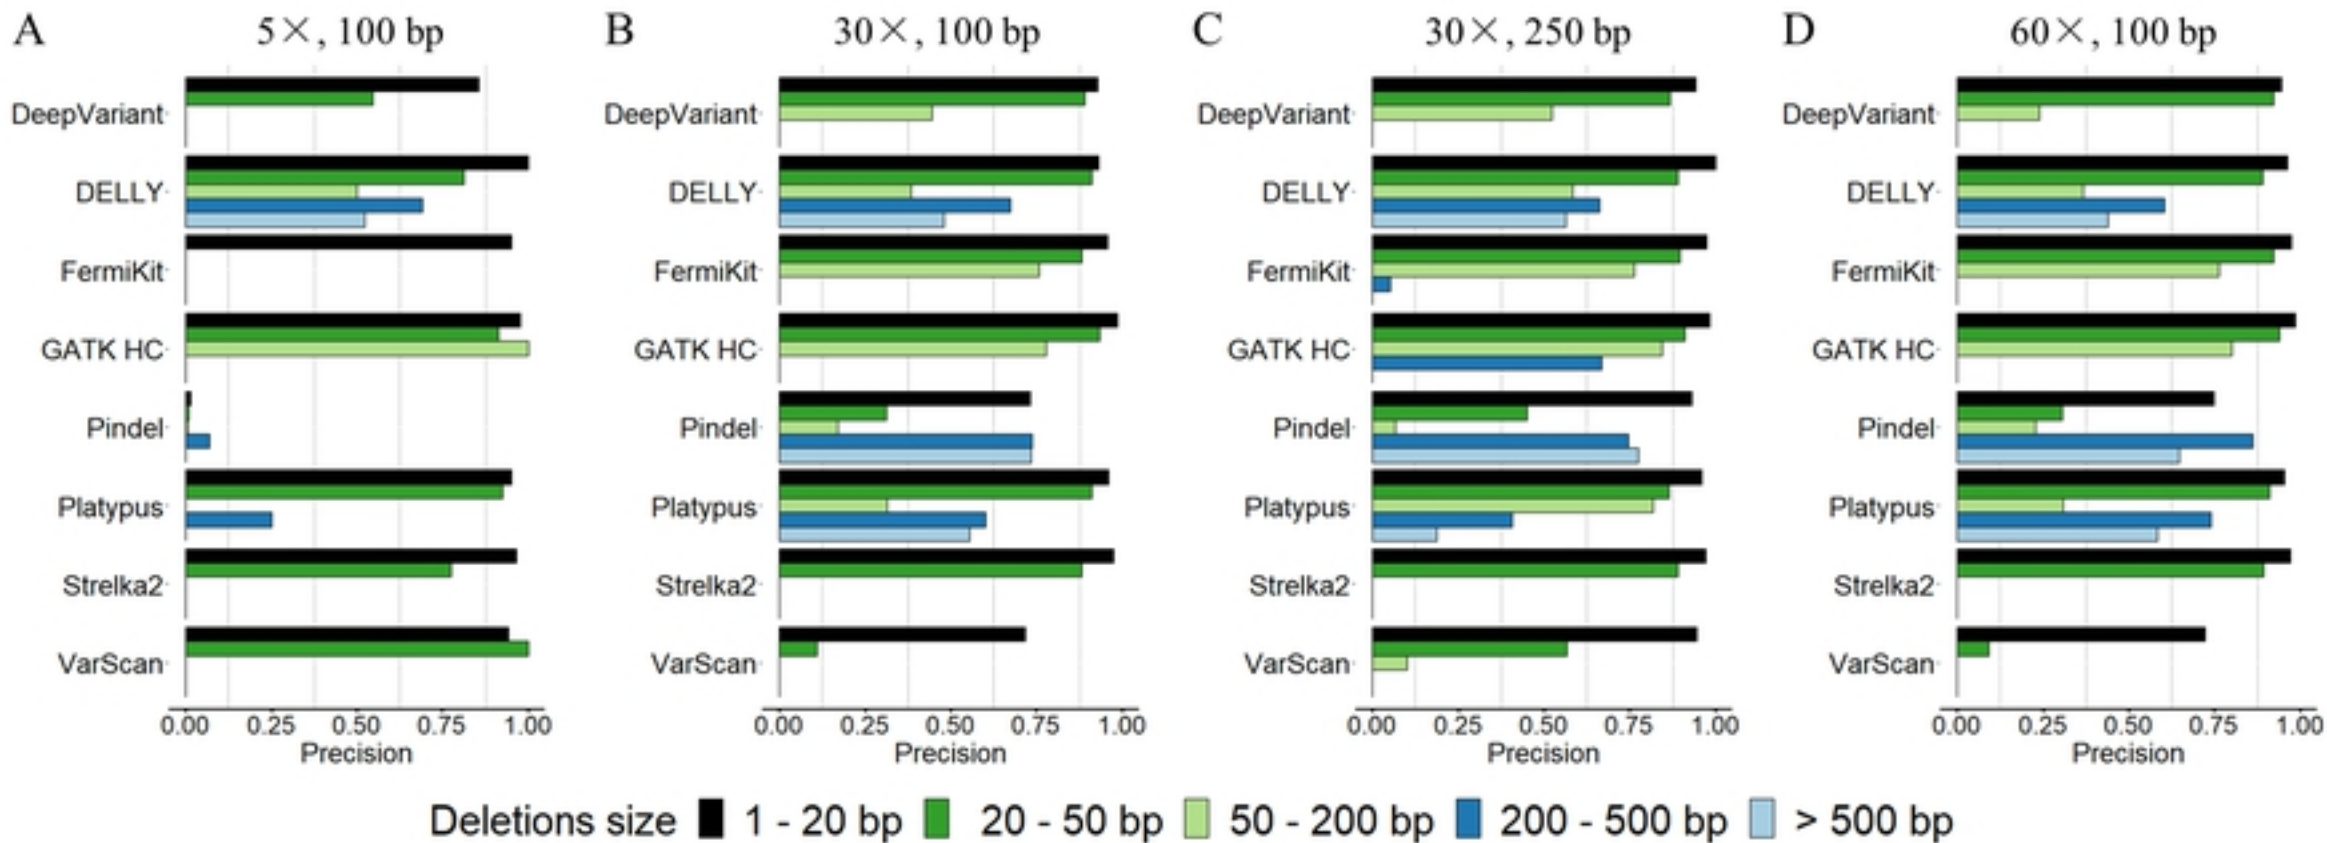 A 5×, 100 bp
B 30×, 100 bp
C 30×, 250 bp
D 60×, 100 bp
DeepVariant
DELLY
FermiKit
GATK HC
Pindel
Platypus
Strelka2
VarScan
0.00 0.25 0.50 0.75 1.00
Precision
DeepVariant
DELLY
FermiKit
GATK HC
Pindel
Platypus
Strelka2
VarScan
0.00 0.25 0.50 0.75 1.00
Precision
DeepVariant
DELLY
FermiKit
GATK HC
Pindel
Platypus
Strelka2
VarScan
0.00 0.25 0.50 0.75 1.00
Precision
DeepVariant
DELLY
FermiKit
GATK HC
Pindel
Platypus
Strelka2
VarScan
0.00 0.25 0.50 0.75 1.00
Precision
Deletions size 1 - 20 bp 20 - 50 bp 50 - 200 bp 200 - 500 bp > 500 bp